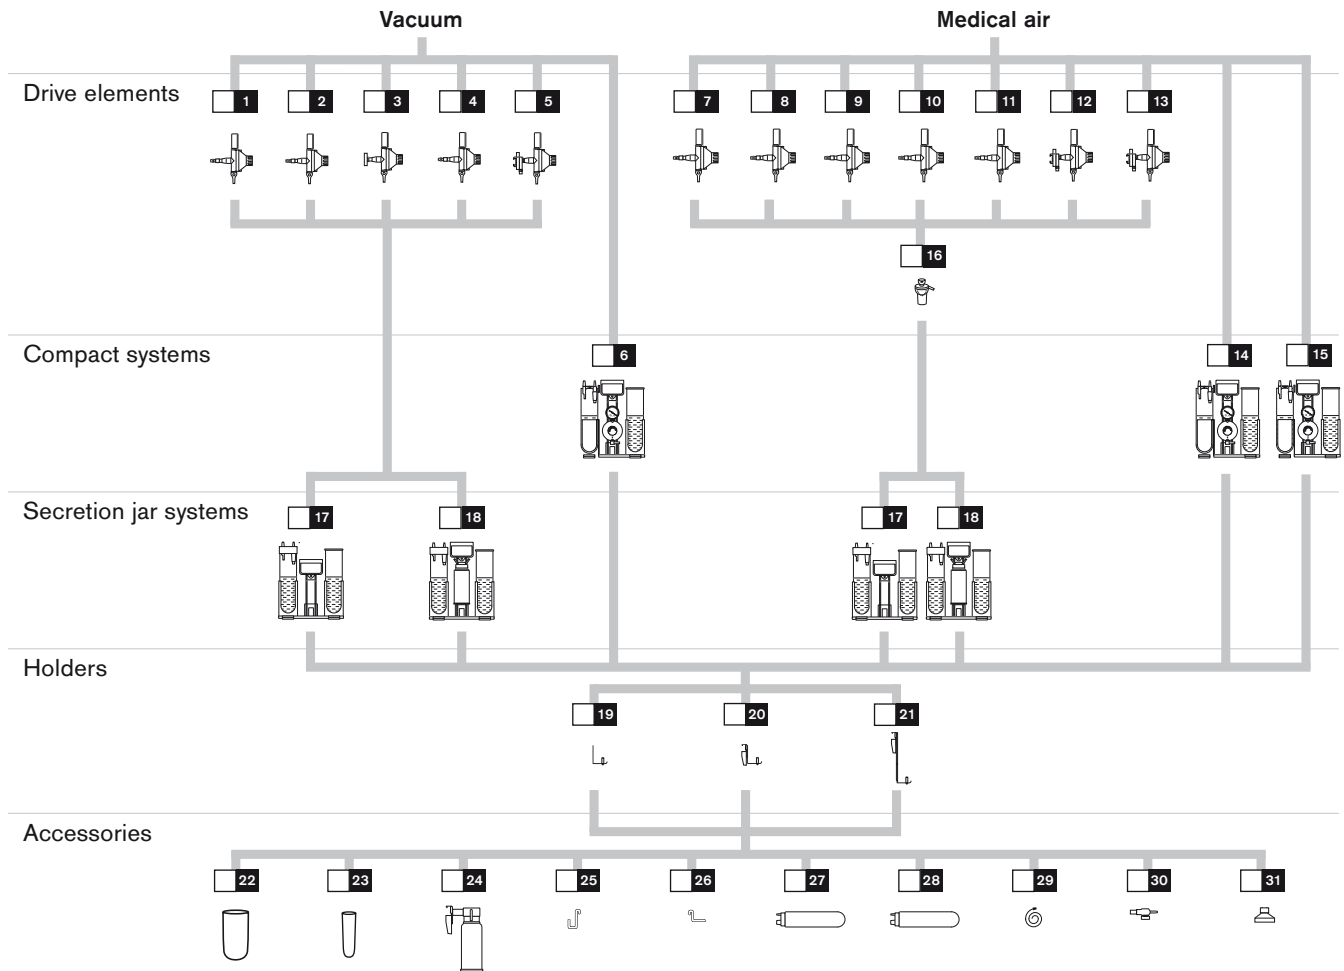 Vacuum Medical air
Drive elements
1 2 3 4 5 7 8 9 10 11 12 13
16
Compact systems
6 14 15
Secretion jar systems
17 18 17 18
Holders
19 20 21
Accessories
22 23 24 25 26 27 28 29 30 31